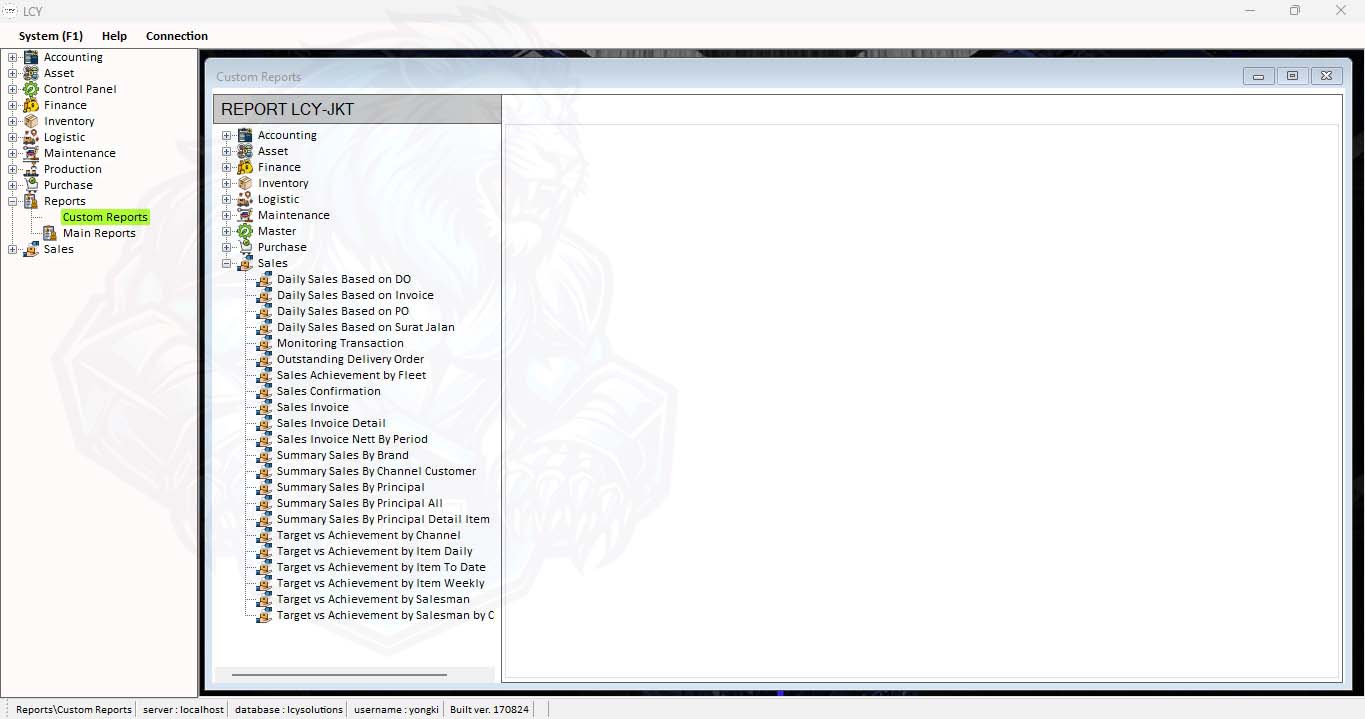 LCY
System (F1) Help Connection
Accounting
Asset
Control Panel
Finance
Inventory
Logistic
Maintenance
Production
Purchase
Reports
Custom Reports
Main Reports
Sales
Custom Reports
REPORT LCY-JKT
Accounting
Asset
Finance
Inventory
Logistic
Maintenance
Master
Purchase
Sales
Daily Sales Based on DO
Daily Sales Based on Invoice
Daily Sales Based on PO
Daily Sales Based on Surat Jalan
Monitoring Transaction
Outstanding Delivery Order
Sales Achievement by Fleet
Sales Confirmation
Sales Invoice
Sales Invoice Detail
Sales Invoice Nett By Period
Summary Sales By Brand
Summary Sales By Channel Customer
Summary Sales By Principal
Summary Sales By Principal All
Summary Sales By Principal Detail Item
Target vs Achievement by Channel
Target vs Achievement by Item Daily
Target vs Achievement by Item To Date
Target vs Achievement by Item Weekly
Target vs Achievement by Salesman
Target vs Achievement by Salesman by C
Reports\Custom Reports server : localhost database : lcysolutions username : yongki Built ver. 170824